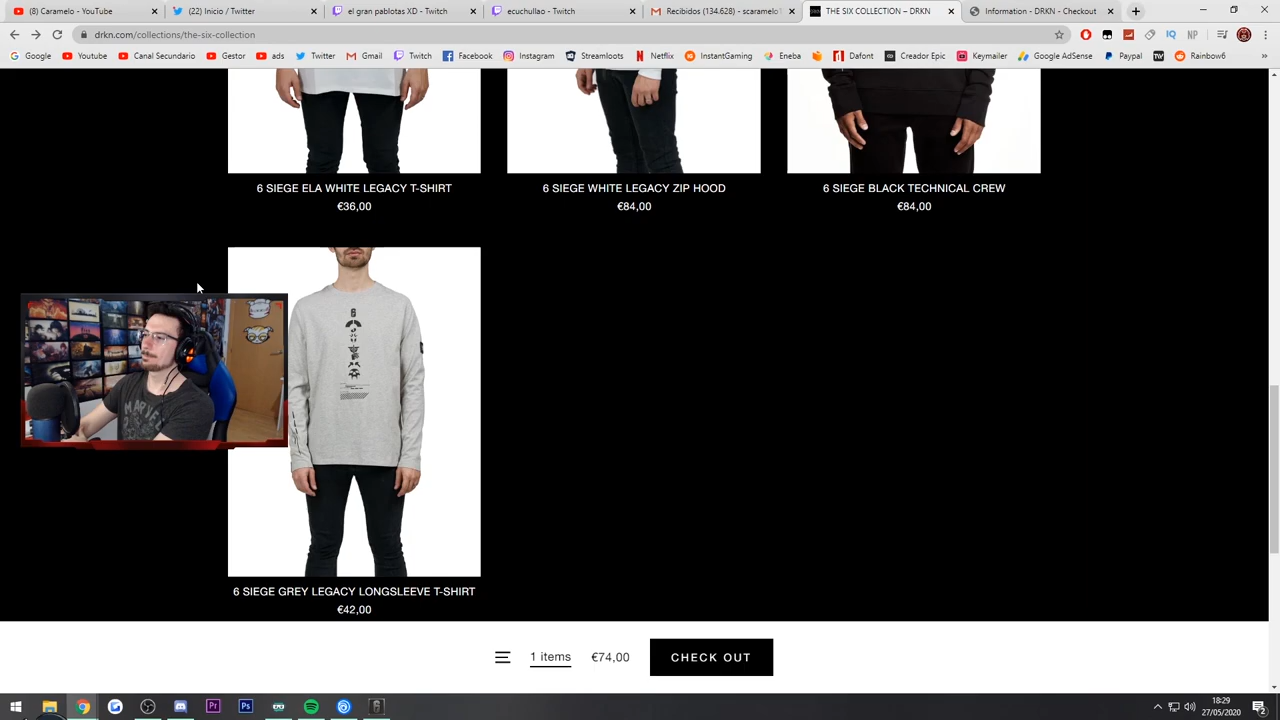 (8) Caramelo - YouTube
(22) Inicio / Twitter
el gran pablotas XD - Twitch
ecuchullao - Twitch
Recibidos (134.628) - scaramelo
THE SIX COLLECTION – DRKN
Information - DRKN - Checkout
drkn.com/collections/the-six-collection
Google
Youtube
Canal Secundario
Gestor
ads
Twitter
Gmail
Twitch
Facebook
Instagram
Streamloots
Netflix
InstantGaming
Eneba
Dafont
Creador Epic
Keymailer
Google AdSense
Paypal
Rainbow6
6 SIEGE ELA WHITE LEGACY T-SHIRT
€36,00
6 SIEGE WHITE LEGACY ZIP HOOD
€84,00
6 SIEGE BLACK TECHNICAL CREW
€84,00
MARVEL
6 SIEGE GREY LEGACY LONGSLEEVE T-SHIRT
€42,00
1 items
€74,00
CHECK OUT
18:29
27/05/2020
2